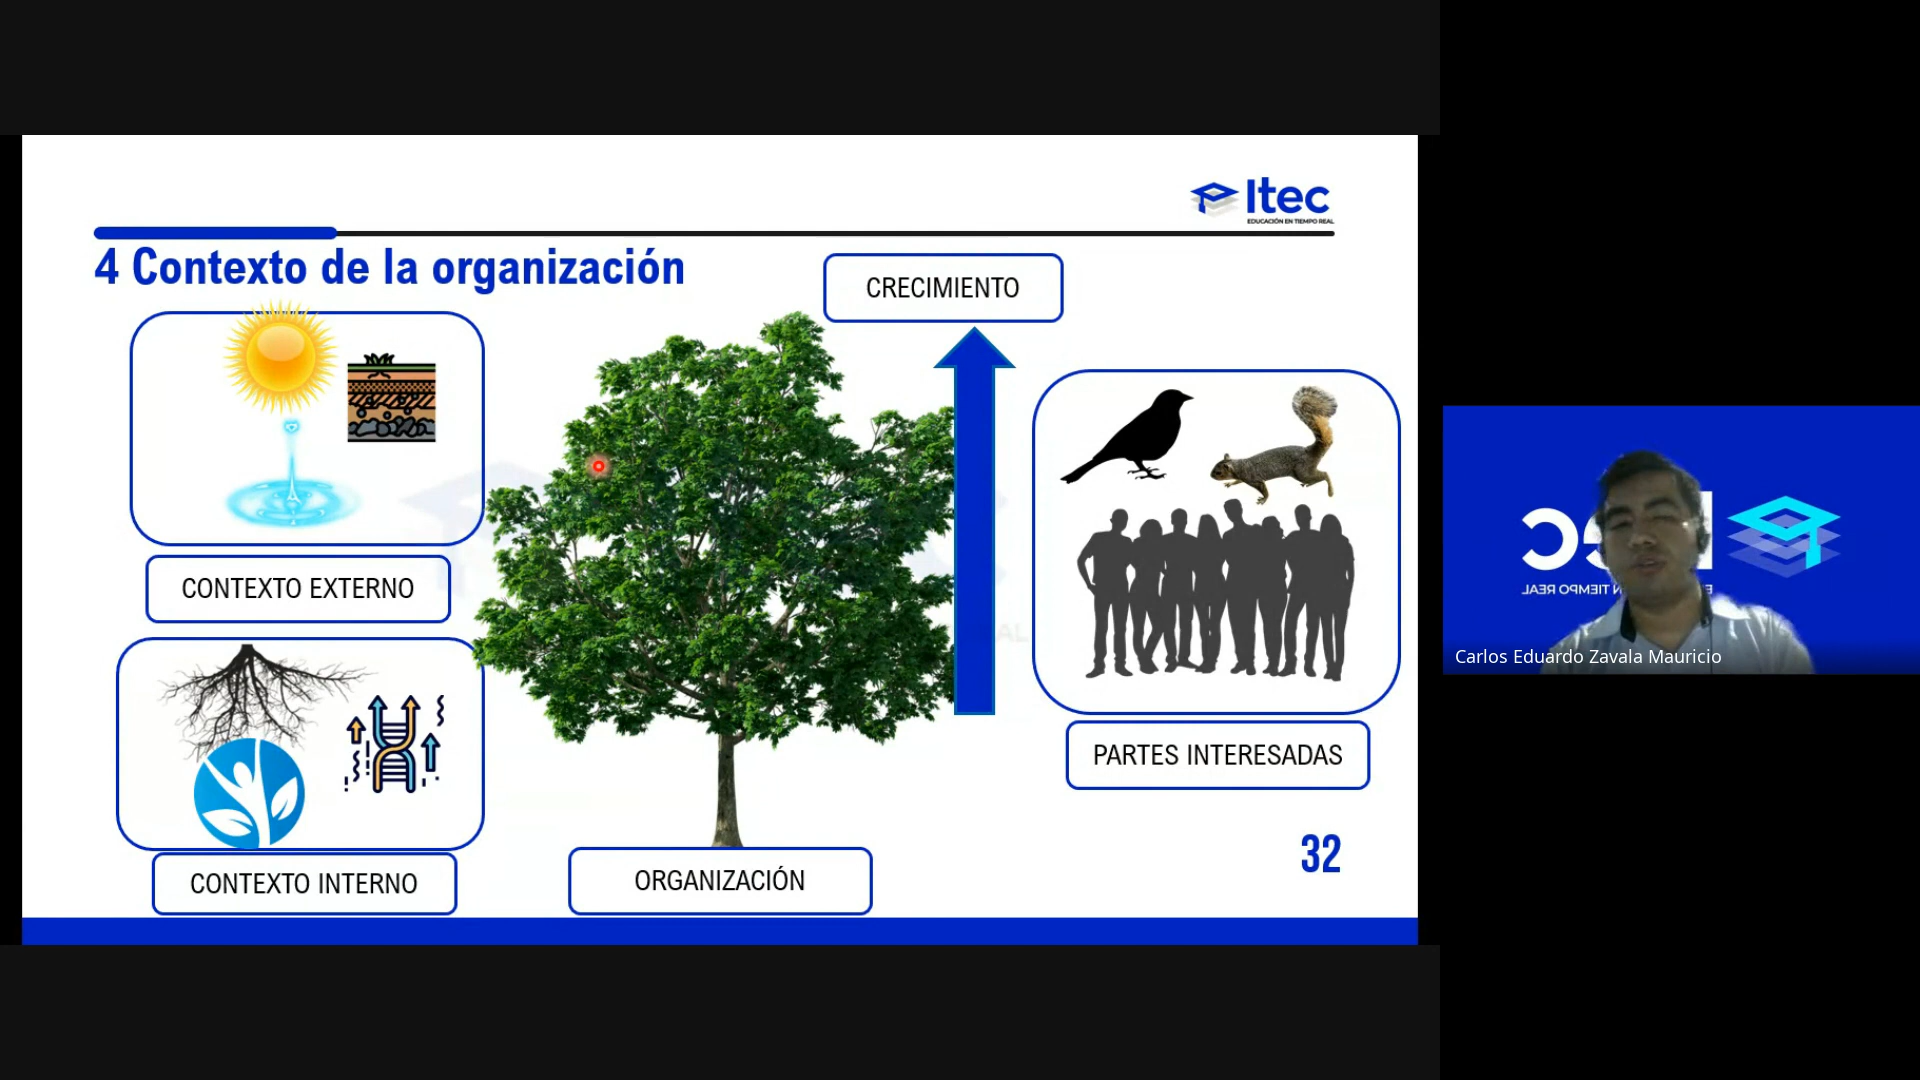 Itec
EDUCACIÓN EN TIEMPO REAL
4 Contexto de la organización
CRECIMIENTO
CONTEXTO EXTERNO
PARTES INTERESADAS
CONTEXTO INTERNO
ORGANIZACIÓN
32
Carlos Eduardo Zavala Mauricio